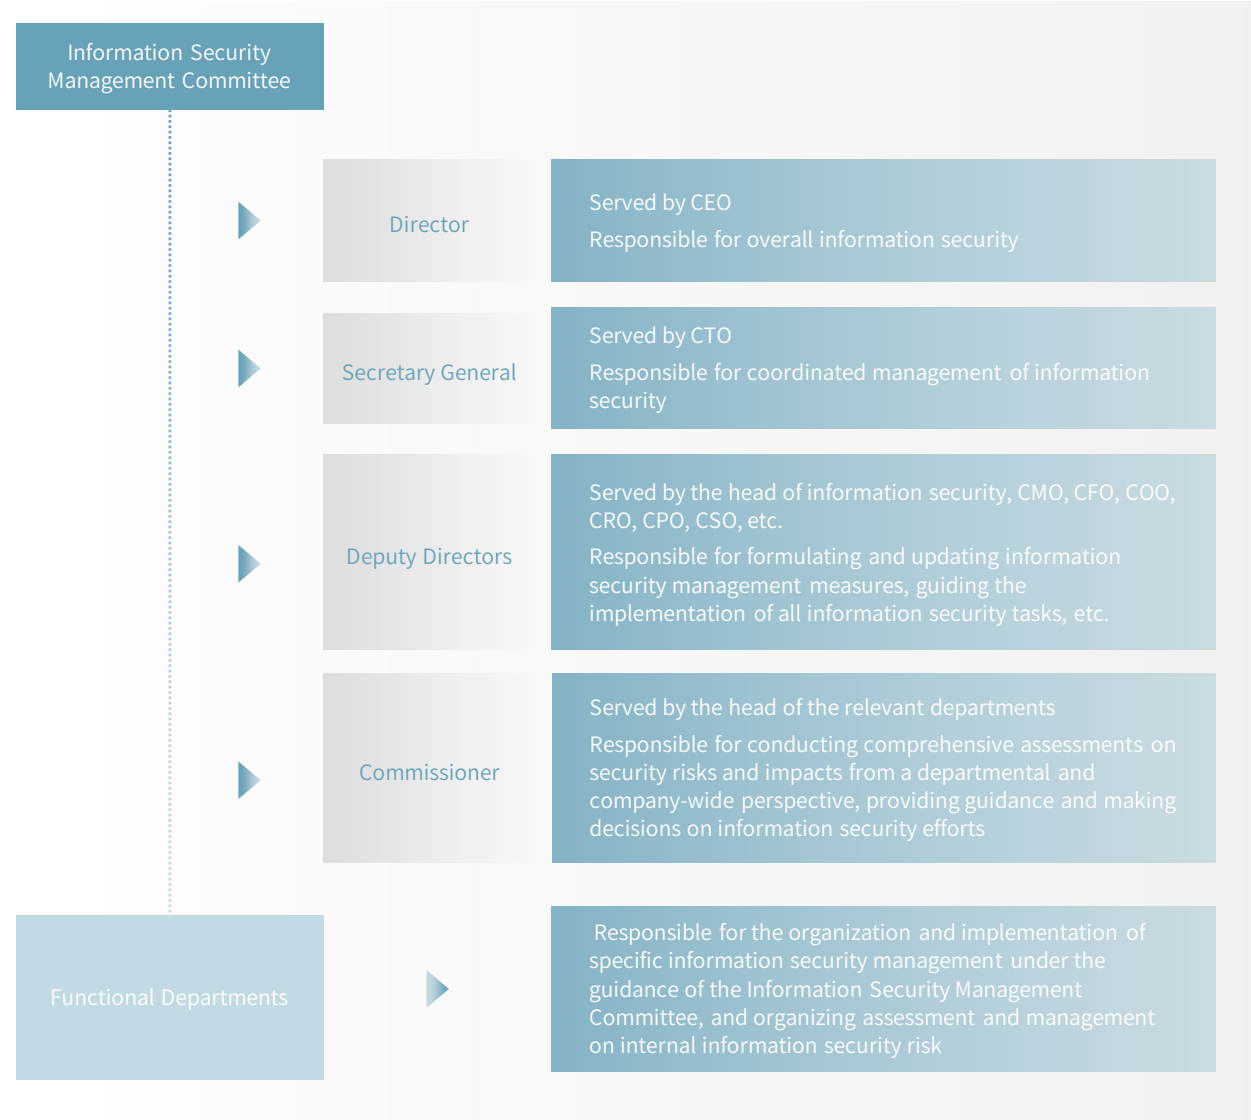 Information Security
Management Committee
Director
Served by CEO
Responsible for overall information security
Secretary General
Served by CTO
Responsible for coordinated management of information
security
Deputy Directors
Served by the head of information security, CMO, CFO, COO,
CRO, CPO, CSO, etc.
Responsible for formulating and updating information
security management measures, guiding the
implementation of all information security tasks, etc.
Commissioner
Served by the head of the relevant departments
Responsible for conducting comprehensive assessments on
security risks and impacts from a departmental and
company-wide perspective, providing guidance and making
decisions on information security efforts
Functional Departments
Responsible for the organization and implementation of
specific information security management under the
guidance of the Information Security Management
Committee, and organizing assessment and management
on internal information security risk